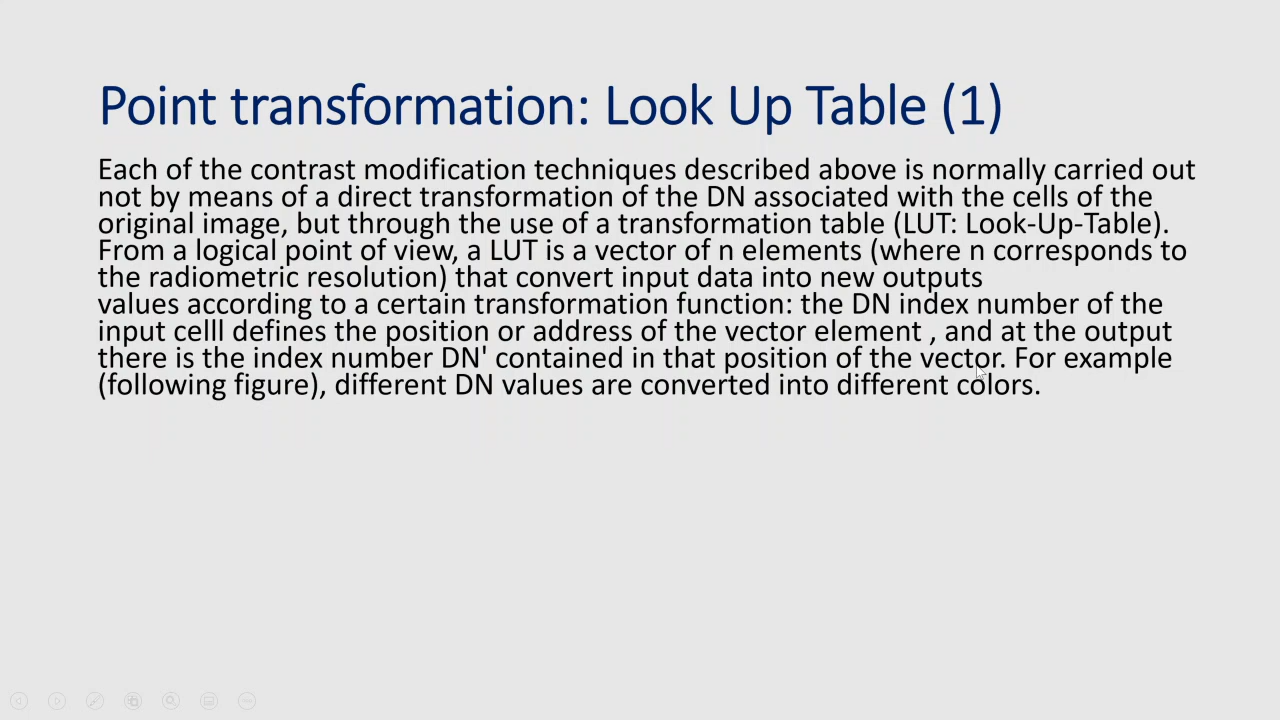 Point transformation: Look Up Table (1)
Each of the contrast modification techniques described above is normally carried out
not by means of a direct transformation of the DN associated with the cells of the
original image, but through the use of a transformation table (LUT: Look-Up-Table).
From a logical point of view, a LUT is a vector of n elements (where n corresponds to
the radiometric resolution) that convert input data into new outputs
values according to a certain transformation function: the DN index number of the
input celll defines the position or address of the vector element , and at the output
there is the index number DN' contained in that position of the vector. For example
(following figure), different DN values are converted into different colors.